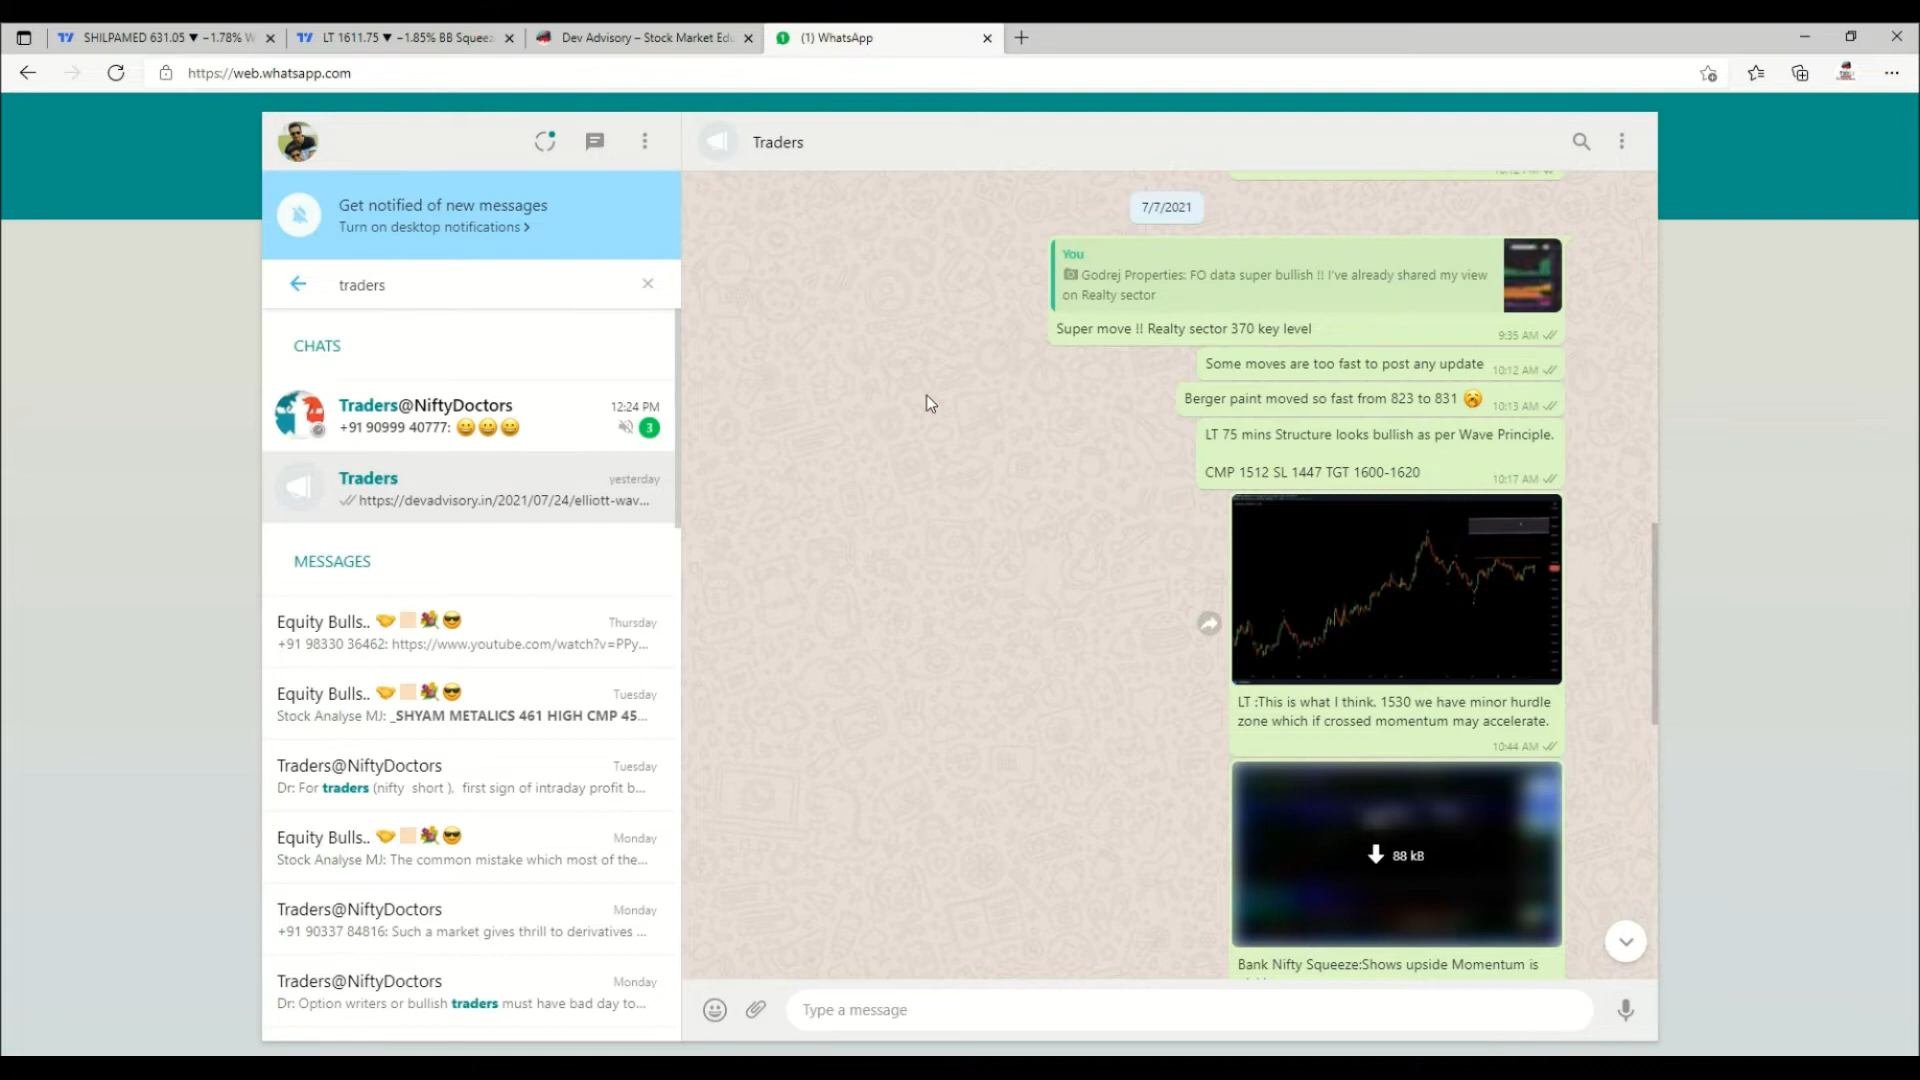 SHILPAMED 631.05 ▼ −1.78% W
LT 1611.75 ▼ −1.85% BB Squee
Dev Advisory – Stock Market Edu
(1) WhatsApp
https://web.whatsapp.com
Get notified of new messages
Turn on desktop notifications >
traders
CHATS
Traders@NiftyDoctors
12:24 PM
+91 90999 40777: 😀😀😀
3
Traders
yesterday
https://devadvisory.in/2021/07/24/elliott-wav...
MESSAGES
Equity Bulls..
Thursday
+91 98330 36462: https://www.youtube.com/watch?v=PPy...
Equity Bulls..
Tuesday
Stock Analyse MJ: _SHYAM METALICS 461 HIGH CMP 45...
Traders@NiftyDoctors
Tuesday
Dr: For traders (nifty short ), first sign of intraday profit b...
Equity Bulls..
Monday
Stock Analyse MJ: The common mistake which most of the...
Traders@NiftyDoctors
Monday
+91 90337 84816: Such a market gives thrill to derivatives ...
Traders@NiftyDoctors
Monday
Dr: Option writers or bullish traders must have bad day to...
Traders
7/7/2021
You
Godrej Properties: FO data super bullish !! I've already shared my view
on Realty sector
Super move !! Realty sector 370 key level
9:35 AM
Some moves are too fast to post any update
10:12 AM
Berger paint moved so fast from 823 to 831
10:13 AM
LT 75 mins Structure looks bullish as per Wave Principle.
CMP 1512 SL 1447 TGT 1600-1620
10:17 AM
LT :This is what I think. 1530 we have minor hurdle
zone which if crossed momentum may accelerate.
10:44 AM
88 kB
Bank Nifty Squeeze:Shows upside Momentum is
Type a message